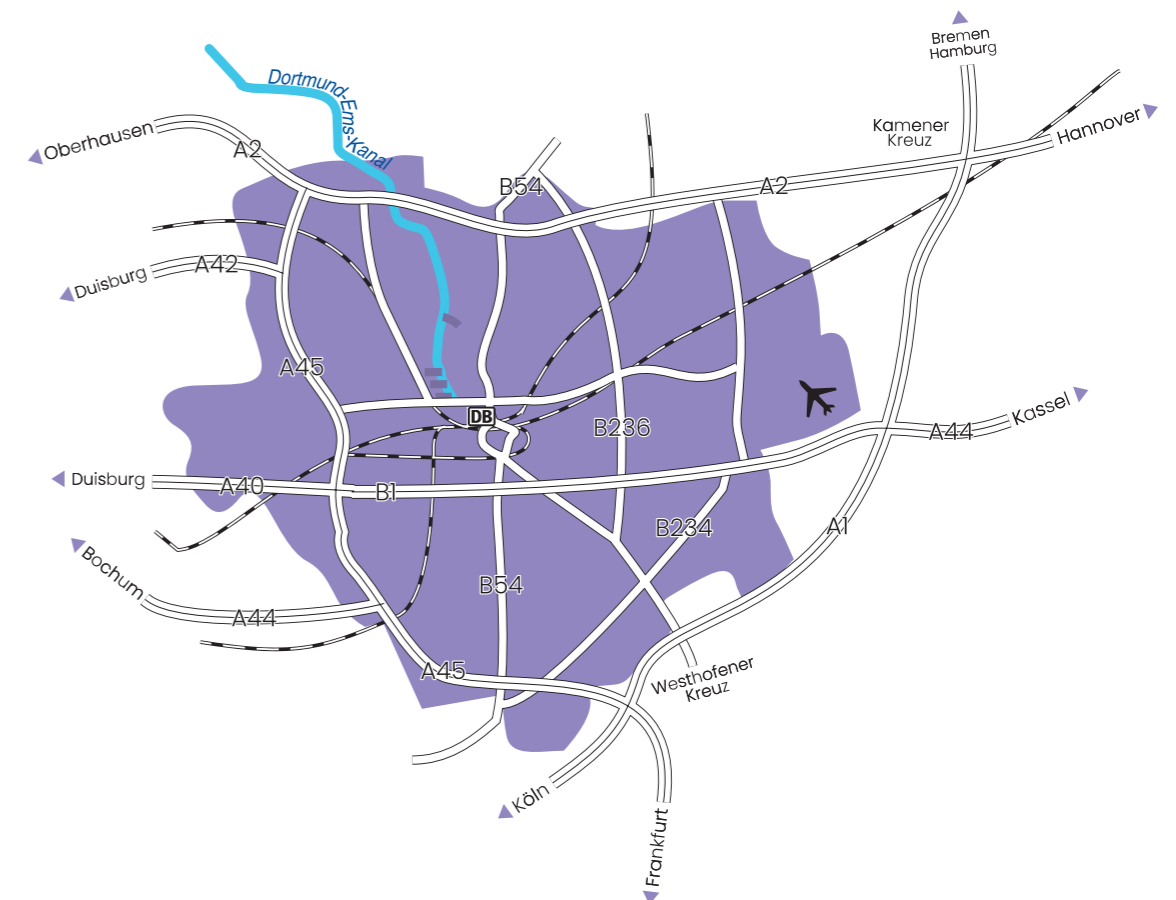 Bremen
Hamburg
Dortmund-Ems-Kanal
Kamener
Kreuz
Hannover
Oberhausen
A2
B54
A2
Duisburg
A42
A45
Kassel
DB
B236
A44
Duisburg
A40
B1
B234
A1
Bochum
B54
A44
A45
Westhofener
Kreuz
Köln
Frankfurt